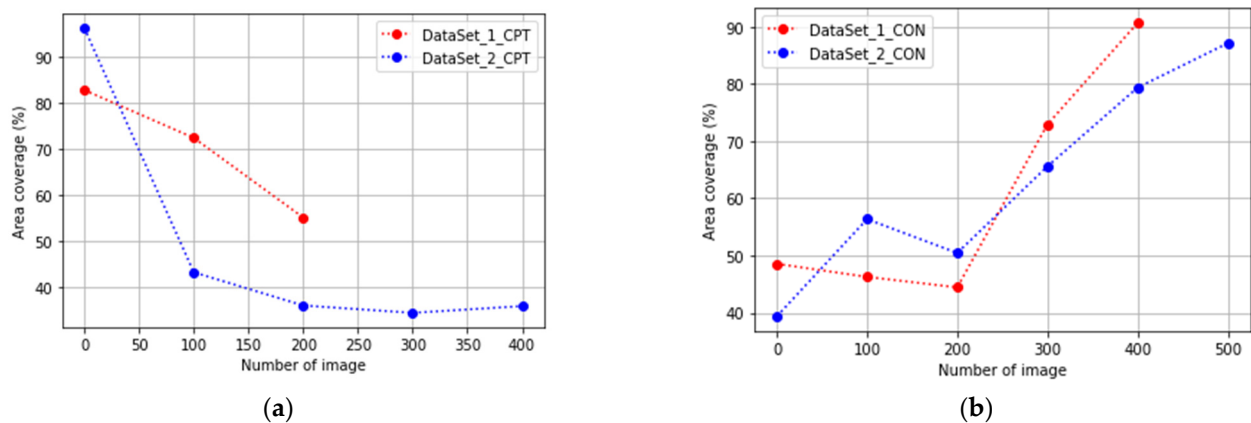 DataSet_1_CPT
DataSet_2_CPT
90
80
70
60
50
40
Area coverage (%)
0 50 100 150 200 250 300 350 400
Number of image
(a)
DataSet_1_CON
DataSet_2_CON
90
80
70
60
50
40
Area coverage (%)
0 100 200 300 400 500
Number of image
(b)